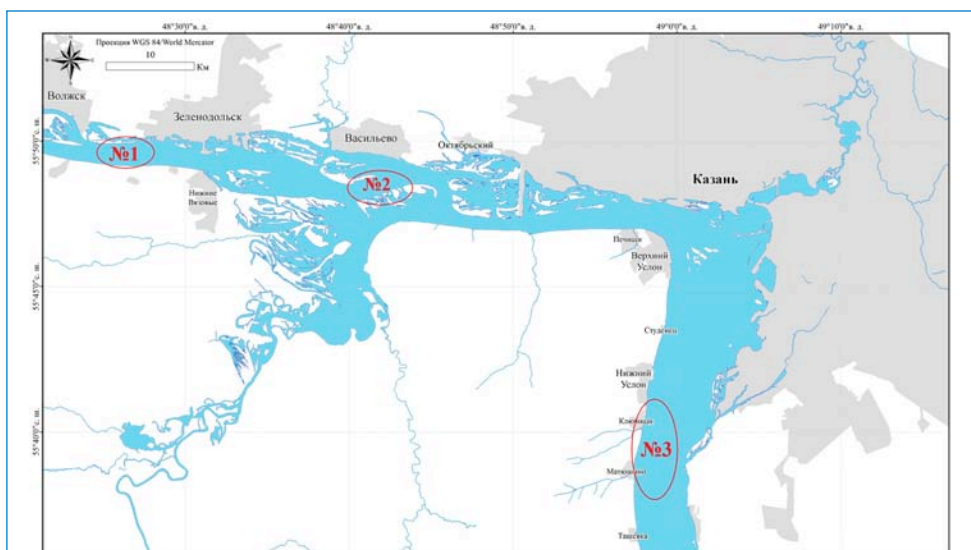 48°30'0"в. д.
48°40'0"в. д.
48°50'0"в. д.
49°0'0"в. д.
49°10'0"в. д.
Проекция WGS 84/World Mercator
10
Км
Волжск
Зеленодольск
Васильево
Октябрьский
55°50'0"с. ш.
№1
№2
Казань
Нижние
Вязовые
Печищи
Верхний
Услон
55°45'0"с. ш.
Студенец
Нижний
Услон
Ключищи
55°40'0"с. ш.
№3
Матюшино
Ташевка